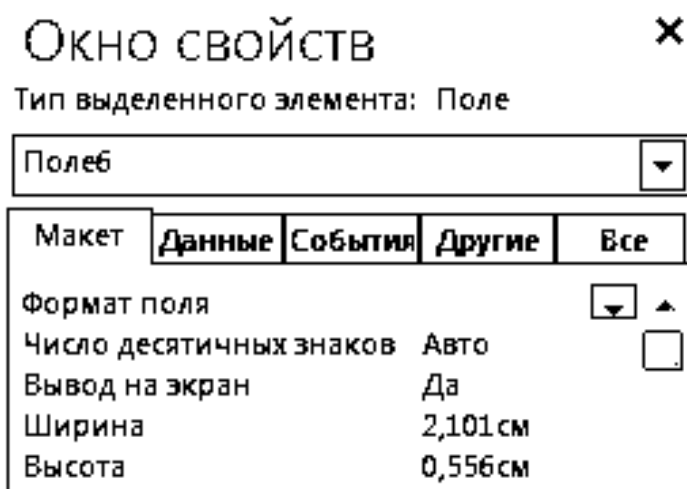 Окно свойств
Тип выделенного элемента: Поле
Поле6
Макет Данные События Другие Все
Формат поля
Число десятичных знаков Авто
Вывод на экран Да
Ширина 2,101см
Высота 0,556см